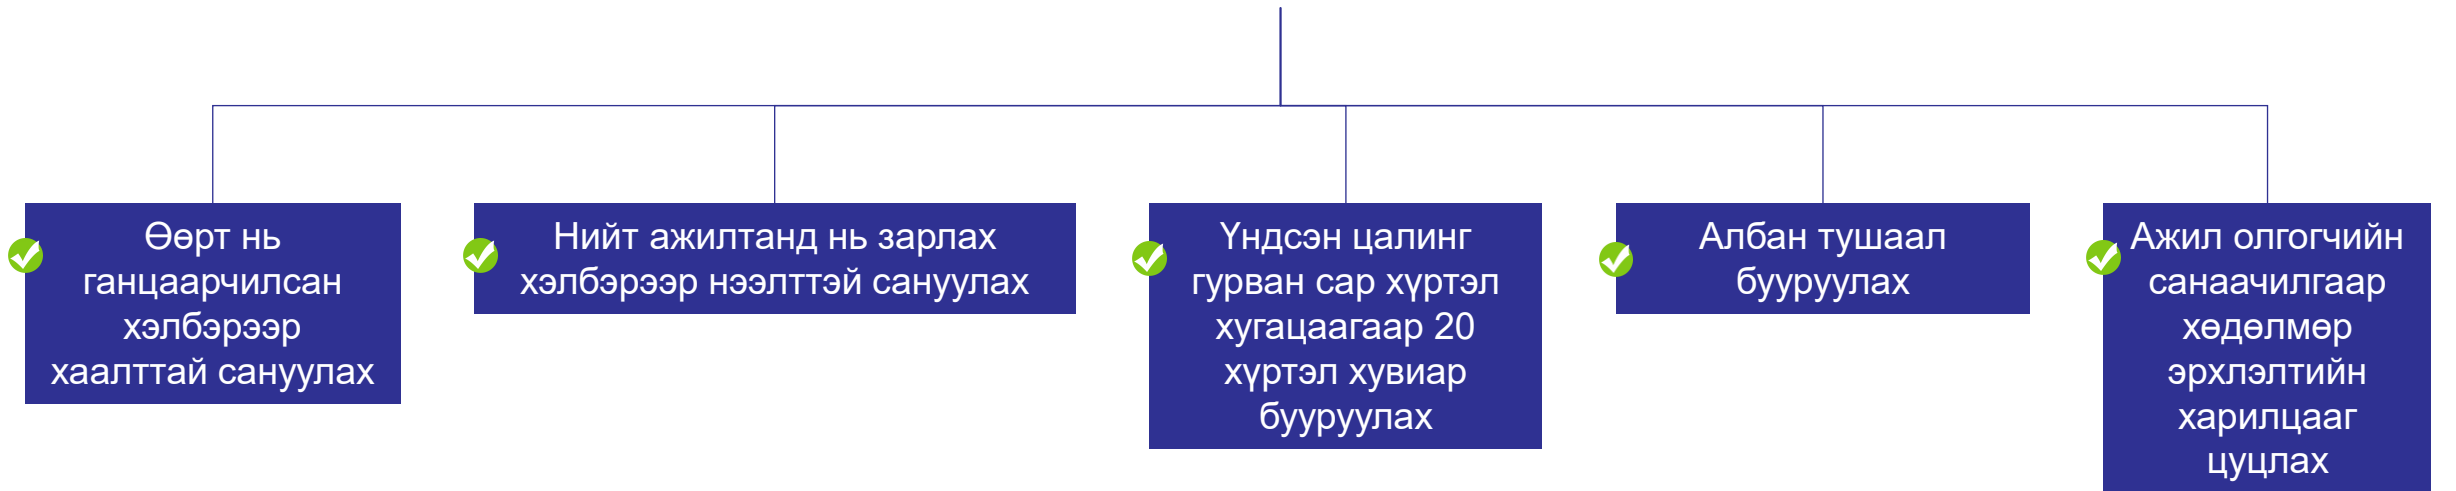 Өөрт нь
ганцаарчилсан
хэлбэрээр
хаалттай сануулах
Нийт ажилтанд нь зарлах
хэлбэрээр нээлттэй сануулах
Үндсэн цалинг
гурван сар хүртэл
хугацаагаар 20
хүртэл хувиар
бууруулах
Албан тушаал
бууруулах
Ажил олгогчийн
санаачилгаар
хөдөлмөр
эрхлэлтийн
харилцааг
цуцлах